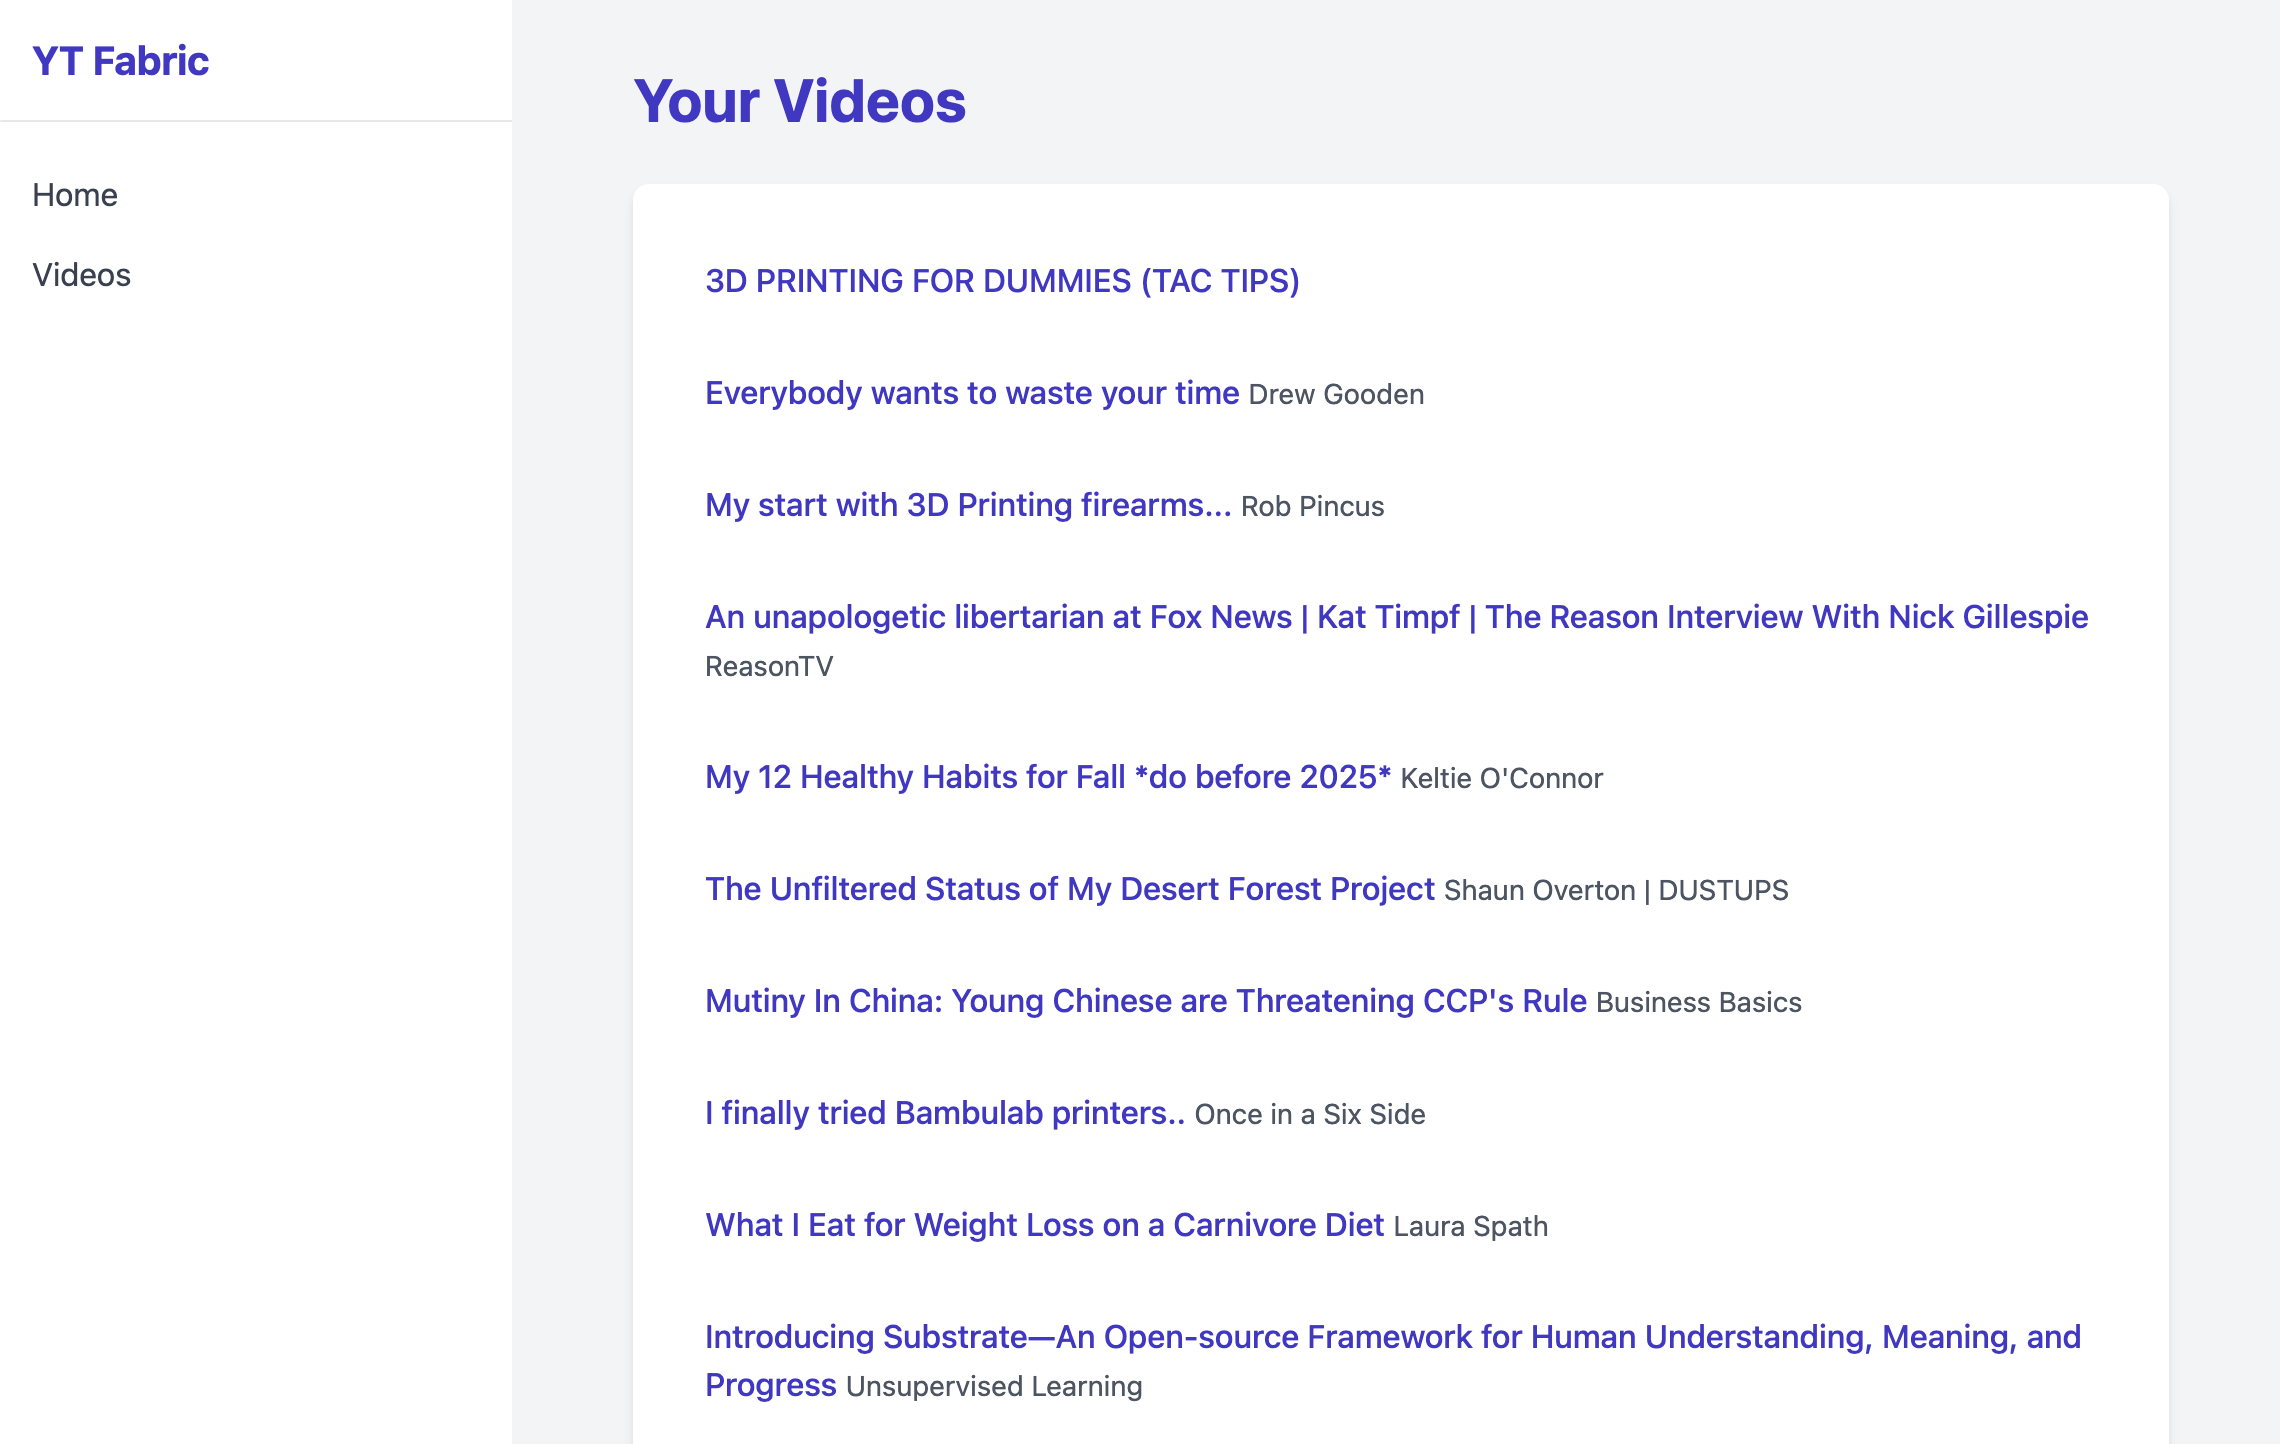 YT Fabric
Home
Videos
Your Videos
3D PRINTING FOR DUMMIES (TAC TIPS)
Everybody wants to waste your time Drew Gooden
My start with 3D Printing firearms... Rob Pincus
An unapologetic libertarian at Fox News | Kat Timpf | The Reason Interview With Nick Gillespie
ReasonTV
My 12 Healthy Habits for Fall *do before 2025* Keltie O'Connor
The Unfiltered Status of My Desert Forest Project Shaun Overton | DUSTUPS
Mutiny In China: Young Chinese are Threatening CCP's Rule Business Basics
I finally tried Bambulab printers.. Once in a Six Side
What I Eat for Weight Loss on a Carnivore Diet Laura Spath
Introducing Substrate—An Open-source Framework for Human Understanding, Meaning, and
Progress Unsupervised Learning